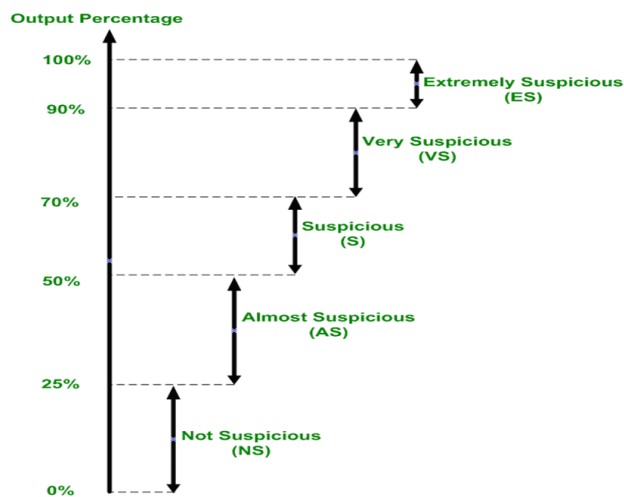 Output Percentage
100%
Extremely Suspicious
(ES)
90%
Very Suspicious
(VS)
70%
Suspicious
(S)
50%
Almost Suspicious
(AS)
25%
Not Suspicious
(NS)
0%